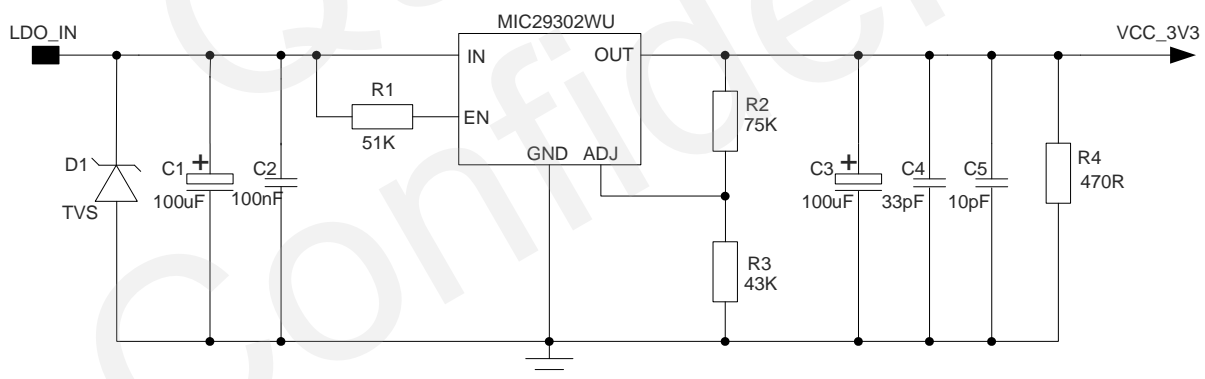 MIC29302WU
LDO_IN
VCC_3V3
IN
OUT
R1
51K
EN
R2
75K
GND
ADJ
D1
TVS
C1
+
100uF
C2
100nF
C3
+
100uF
C4
33pF
C5
10pF
R4
470R
R3
43K
Confiden